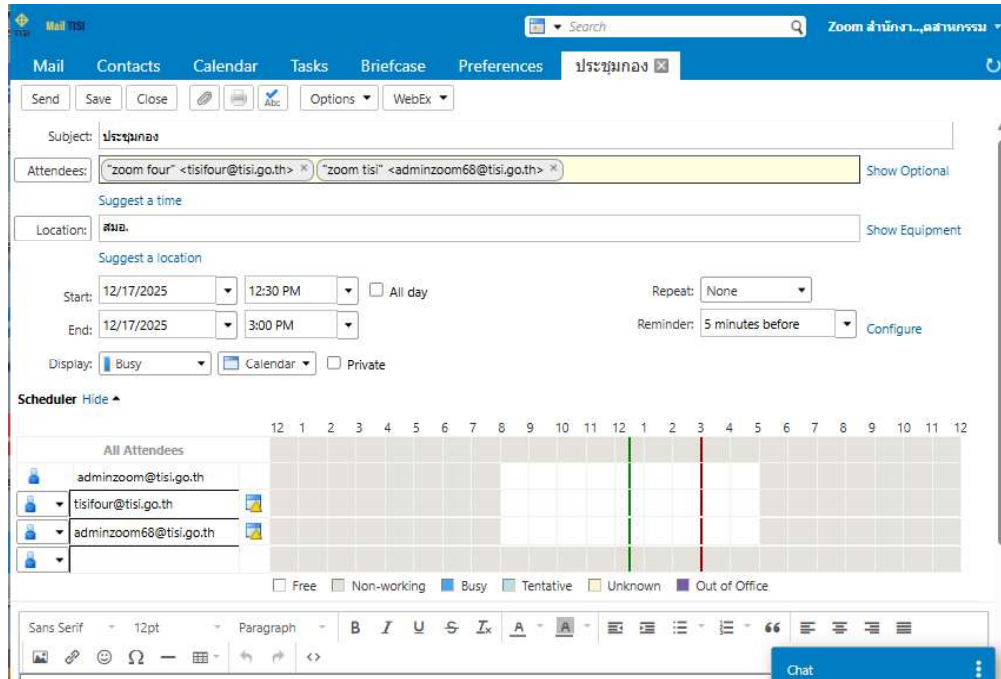 Mail TISI Search Zoom สำนักงา...,ตสาหกรรม
Mail Contacts Calendar Tasks Briefcase Preferences ประชุมกอง
Send Save Close Abc Options WebEx
Subject: ประชุมกอง
Attendees: "zoom four" <tisifour@tisi.go.th> × "zoom tisi" <adminzoom68@tisi.go.th> × Show Optional
Suggest a time
Location: สมอ. Show Equipment
Suggest a location
Start: 12/17/2025 12:30 PM All day Repeat: None
End: 12/17/2025 3:00 PM Reminder: 5 minutes before Configure
Display: Busy Calendar Private
Scheduler Hide
12 1 2 3 4 5 6 7 8 9 10 11 12 1 2 3 4 5 6 7 8 9 10 11 12
All Attendees
adminzoom@tisi.go.th
tisifour@tisi.go.th
adminzoom68@tisi.go.th
Free Non-working Busy Tentative Unknown Out of Office
Sans Serif 12pt Paragraph B I U S Ix A A
Ω
Chat